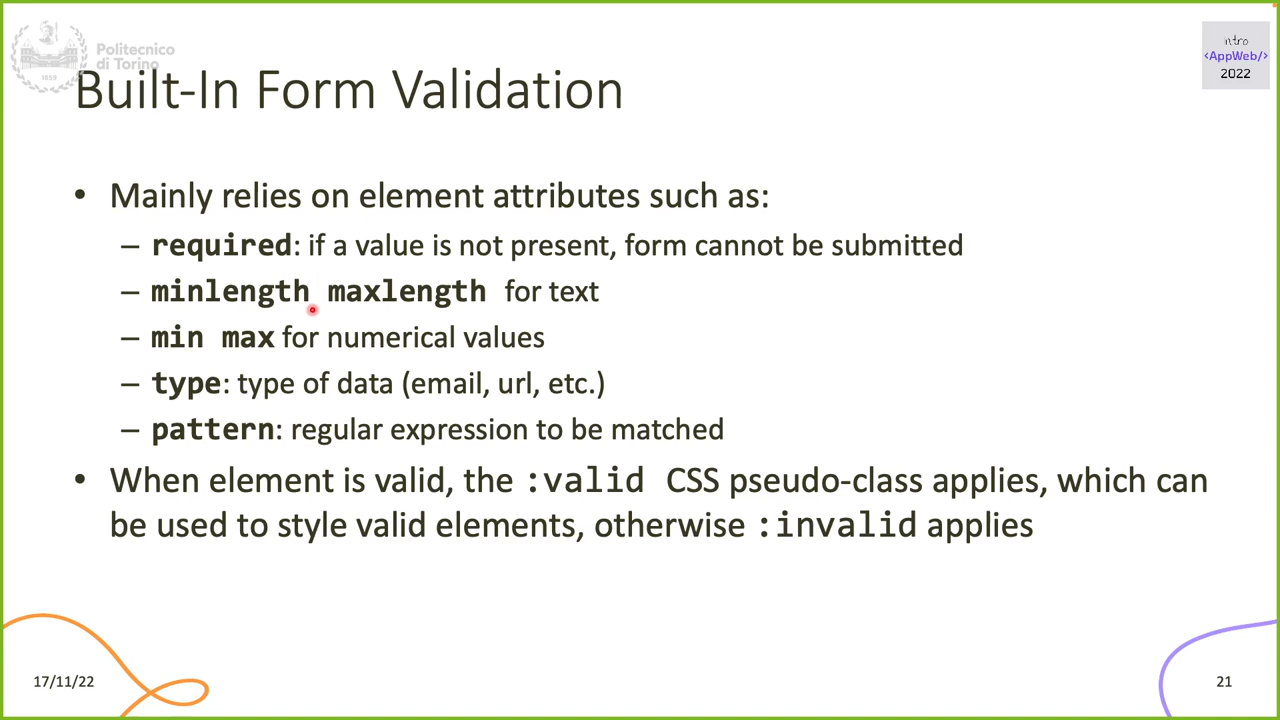 Politecnico
di Torino
1859
intro
<AppWeb/>
2022
Built-In Form Validation
• Mainly relies on element attributes such as:
– required: if a value is not present, form cannot be submitted
– minlength maxlength for text
– min max for numerical values
– type: type of data (email, url, etc.)
– pattern: regular expression to be matched
• When element is valid, the :valid CSS pseudo-class applies, which can
be used to style valid elements, otherwise :invalid applies
17/11/22
21